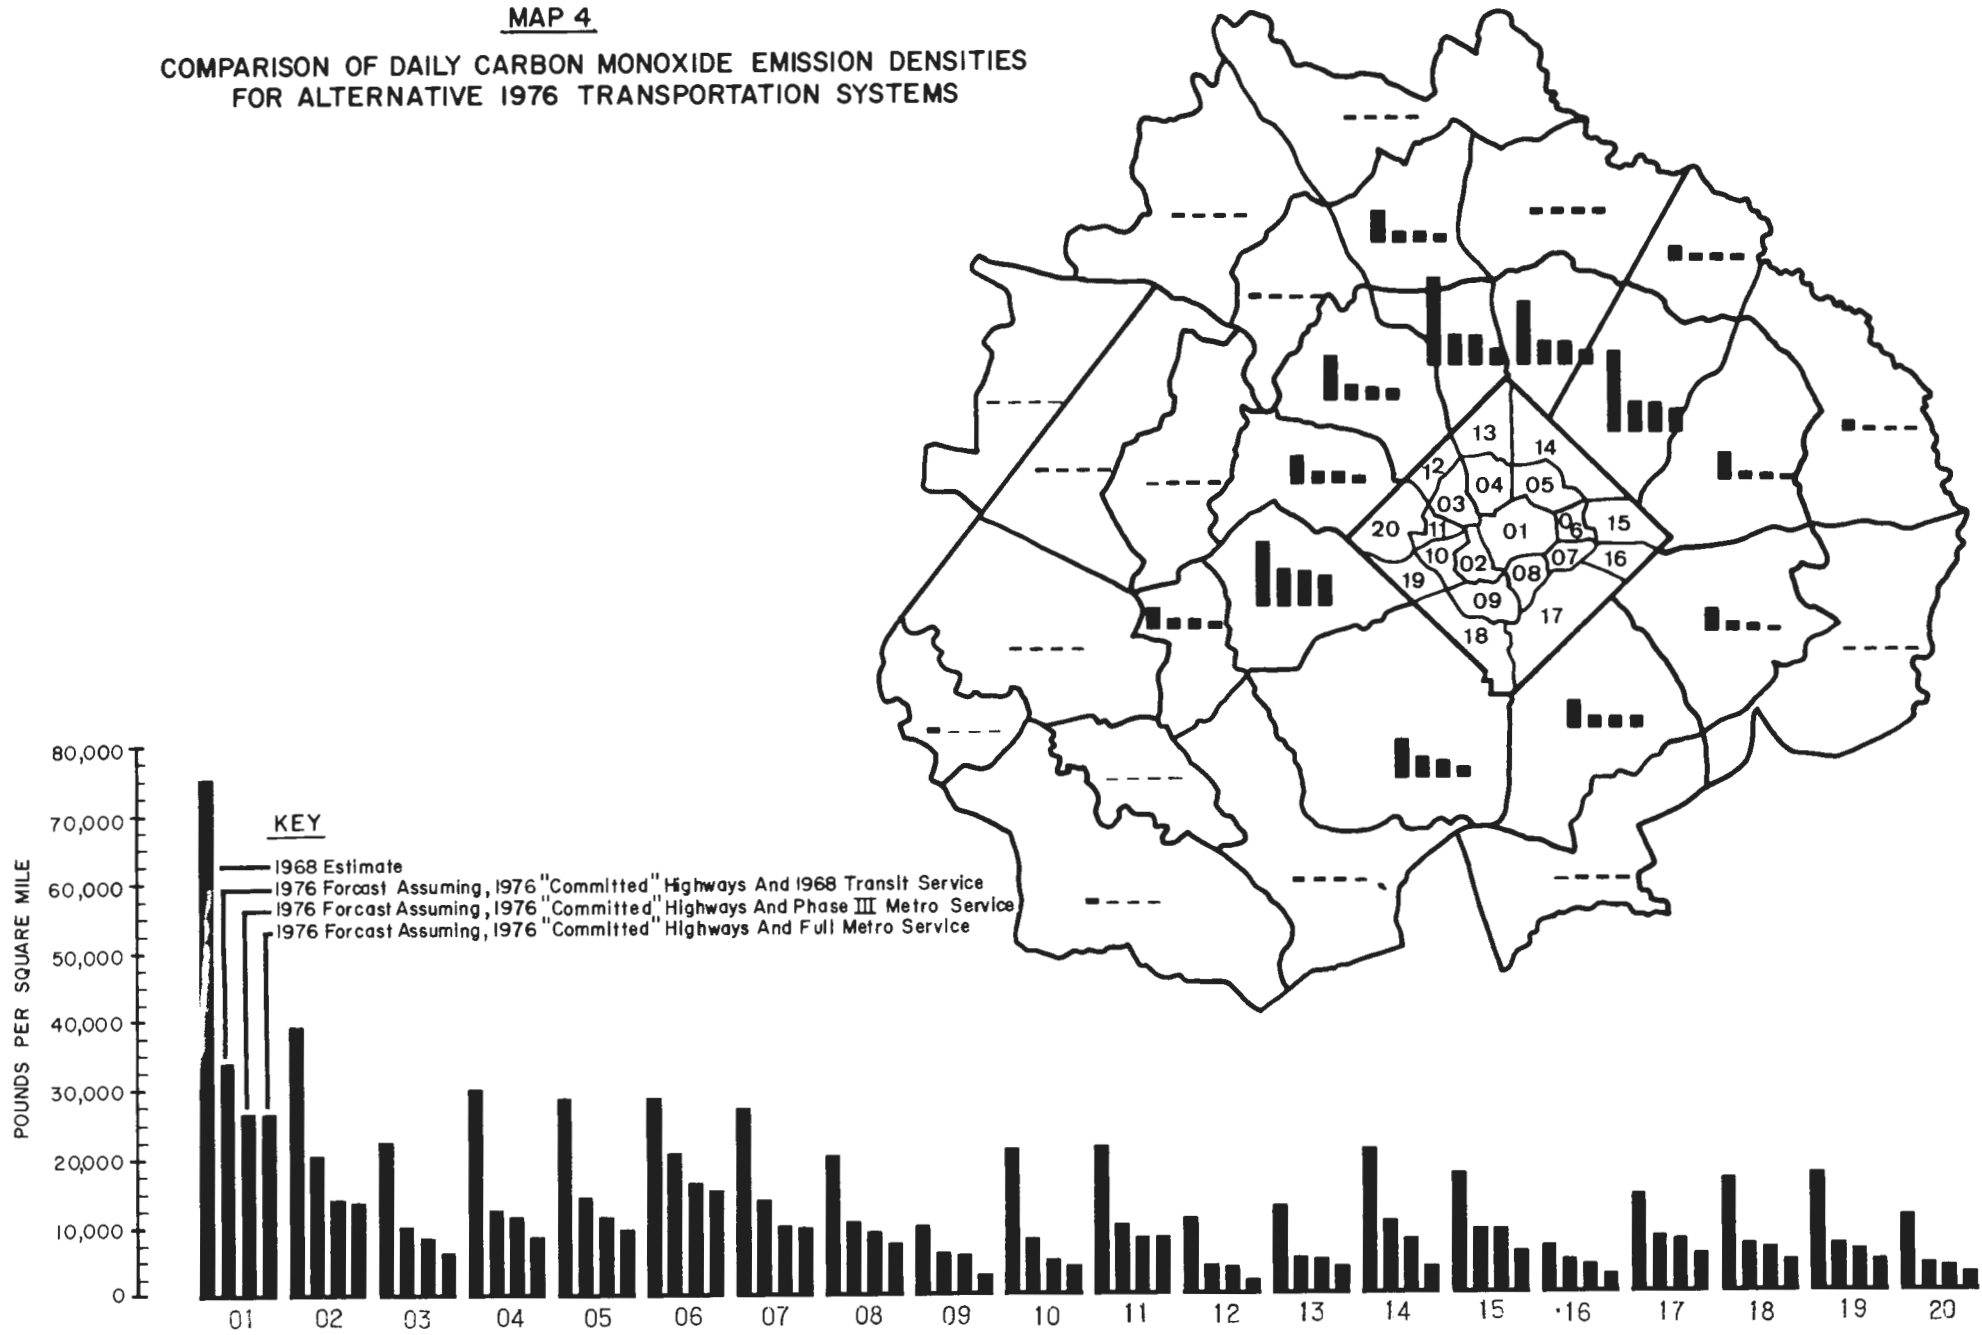 MAP 4
COMPARISON OF DAILY CARBON MONOXIDE EMISSION DENSITIES
FOR ALTERNATIVE 1976 TRANSPORTATION SYSTEMS
13
14
12
04
05
03
20
11
01
06
15
10
02
07
16
19
08
09
17
18
80,000
70,000
60,000
50,000
40,000
30,000
20,000
10,000
0
POUNDS PER SQUARE MILE
KEY
1968 Estimate
1976 Forcast Assuming, 1976 "Committed" Highways And 1968 Transit Service
1976 Forcast Assuming, 1976 "Committed" Highways And Phase III Metro Service
1976 Forcast Assuming, 1976 "Committed" Highways And Full Metro Service
01 02 03 04 05 06 07 08 09 10 11 12 13 14 15 16 17 18 19 20